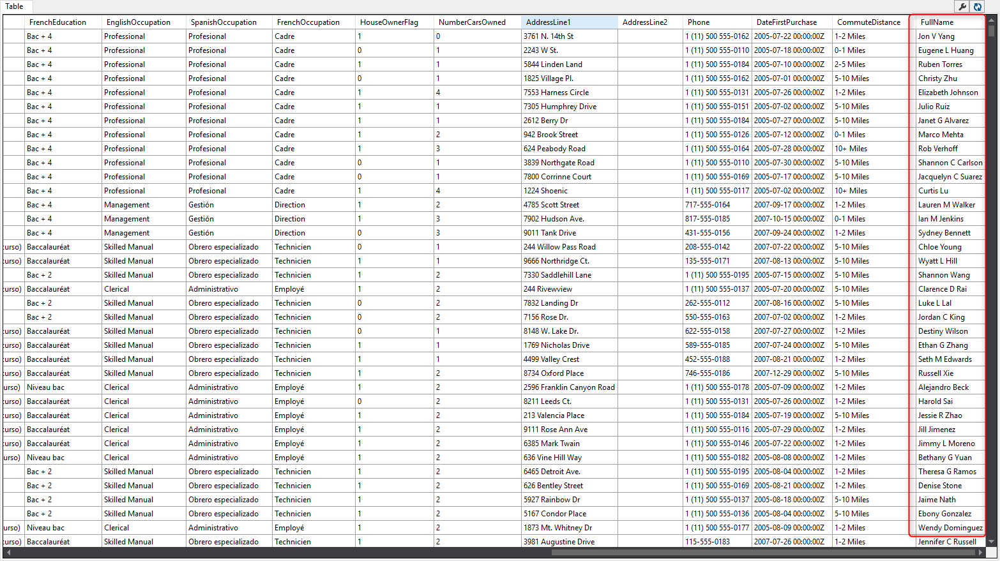 Table
FrenchEducation EnglishOccupation SpanishOccupation FrenchOccupation HouseOwnerFlag NumberCarsOwned AddressLine1 AddressLine2 Phone DateFirstPurchase CommuteDistance FullName
Bac + 4 Professional Profesional Cadre 1 0 3761 N. 14th St 1 (11) 500 555-0162 2005-07-22 00:00:00Z 1-2 Miles Jon V Yang
Bac + 4 Professional Profesional Cadre 0 1 2243 W St. 1 (11) 500 555-0110 2005-07-18 00:00:00Z 0-1 Miles Eugene L Huang
Bac + 4 Professional Profesional Cadre 1 1 5844 Linden Land 1 (11) 500 555-0184 2005-07-10 00:00:00Z 2-5 Miles Ruben Torres
Bac + 4 Professional Profesional Cadre 0 1 1825 Village Pl. 1 (11) 500 555-0162 2005-07-01 00:00:00Z 5-10 Miles Christy Zhu
Bac + 4 Professional Profesional Cadre 1 4 7553 Harness Circle 1 (11) 500 555-0131 2005-07-26 00:00:00Z 1-2 Miles Elizabeth Johnson
Bac + 4 Professional Profesional Cadre 1 1 7305 Humphrey Drive 1 (11) 500 555-0151 2005-07-02 00:00:00Z 5-10 Miles Julio Ruiz
Bac + 4 Professional Profesional Cadre 1 1 2612 Berry Dr 1 (11) 500 555-0184 2005-07-27 00:00:00Z 5-10 Miles Janet G Alvarez
Bac + 4 Professional Profesional Cadre 1 2 942 Brook Street 1 (11) 500 555-0126 2005-07-12 00:00:00Z 0-1 Miles Marco Mehta
Bac + 4 Professional Profesional Cadre 1 3 624 Peabody Road 1 (11) 500 555-0164 2005-07-28 00:00:00Z 10+ Miles Rob Verhoff
Bac + 4 Professional Profesional Cadre 0 1 3839 Northgate Road 1 (11) 500 555-0110 2005-07-30 00:00:00Z 5-10 Miles Shannon C Carlson
Bac + 4 Professional Profesional Cadre 0 1 7800 Corrinne Court 1 (11) 500 555-0169 2005-07-17 00:00:00Z 5-10 Miles Jacquelyn C Suarez
Bac + 4 Professional Profesional Cadre 1 4 1224 Shoenic 1 (11) 500 555-0117 2005-07-02 00:00:00Z 10+ Miles Curtis Lu
Bac + 4 Management Gestión Direction 1 2 4785 Scott Street 717-555-0164 2007-09-17 00:00:00Z 1-2 Miles Lauren M Walker
Bac + 4 Management Gestión Direction 1 3 7902 Hudson Ave. 817-555-0185 2007-10-15 00:00:00Z 0-1 Miles Ian M Jenkins
Bac + 4 Management Gestión Direction 0 3 9011 Tank Drive 431-555-0156 2007-09-24 00:00:00Z 1-2 Miles Sydney Bennett
curso) Baccalauréat Skilled Manual Obrero especializado Technicien 0 1 244 Willow Pass Road 208-555-0142 2007-07-22 00:00:00Z 5-10 Miles Chloe Young
curso) Baccalauréat Skilled Manual Obrero especializado Technicien 1 1 9666 Northridge Ct. 135-555-0171 2007-08-13 00:00:00Z 5-10 Miles Wyatt L Hill
Bac + 2 Skilled Manual Obrero especializado Technicien 1 2 7330 Saddlehill Lane 1 (11) 500 555-0195 2005-07-15 00:00:00Z 5-10 Miles Shannon Wang
curso) Baccalauréat Clerical Administrativo Employé 1 2 244 Rivewview 1 (11) 500 555-0137 2005-07-20 00:00:00Z 5-10 Miles Clarence D Rai
Bac + 2 Skilled Manual Obrero especializado Technicien 0 2 7832 Landing Dr 262-555-0112 2007-08-16 00:00:00Z 5-10 Miles Luke L Lal
Bac + 2 Skilled Manual Obrero especializado Technicien 0 2 7156 Rose Dr. 550-555-0163 2007-07-02 00:00:00Z 1-2 Miles Jordan C King
curso) Baccalauréat Skilled Manual Obrero especializado Technicien 0 1 8148 W. Lake Dr. 622-555-0158 2007-07-27 00:00:00Z 1-2 Miles Destiny Wilson
curso) Baccalauréat Skilled Manual Obrero especializado Technicien 1 1 1769 Nicholas Drive 589-555-0185 2007-07-24 00:00:00Z 5-10 Miles Ethan G Zhang
curso) Baccalauréat Skilled Manual Obrero especializado Technicien 1 1 4499 Valley Crest 452-555-0188 2007-08-21 00:00:00Z 1-2 Miles Seth M Edwards
curso) Baccalauréat Skilled Manual Obrero especializado Technicien 1 2 8734 Oxford Place 746-555-0186 2007-12-29 00:00:00Z 5-10 Miles Russell Xie
urso) Niveau bac Clerical Administrativo Employé 1 2 2596 Franklin Canyon Road 1 (11) 500 555-0178 2005-07-09 00:00:00Z 1-2 Miles Alejandro Beck
curso) Baccalauréat Clerical Administrativo Employé 0 2 8211 Leeds Ct. 1 (11) 500 555-0131 2005-07-26 00:00:00Z 1-2 Miles Harold Sai
curso) Baccalauréat Clerical Administrativo Employé 1 2 213 Valencia Place 1 (11) 500 555-0184 2005-07-19 00:00:00Z 5-10 Miles Jessie R Zhao
curso) Baccalauréat Clerical Administrativo Employé 1 2 9111 Rose Ann Ave 1 (11) 500 555-0116 2005-07-29 00:00:00Z 1-2 Miles Jill Jimenez
curso) Baccalauréat Clerical Administrativo Employé 1 2 6385 Mark Twain 1 (11) 500 555-0146 2005-07-22 00:00:00Z 1-2 Miles Jimmy L Moreno
urso) Niveau bac Clerical Administrativo Employé 1 2 636 Vine Hill Way 1 (11) 500 555-0182 2005-08-08 00:00:00Z 1-2 Miles Bethany G Yuan
Bac + 2 Skilled Manual Obrero especializado Technicien 1 2 6465 Detroit Ave. 1 (11) 500 555-0195 2005-08-04 00:00:00Z 1-2 Miles Theresa G Ramos
Bac + 2 Skilled Manual Obrero especializado Technicien 1 2 626 Bentley Street 1 (11) 500 555-0169 2005-08-21 00:00:00Z 1-2 Miles Denise Stone
Bac + 2 Skilled Manual Obrero especializado Technicien 1 2 5927 Rainbow Dr 1 (11) 500 555-0137 2005-08-18 00:00:00Z 5-10 Miles Jaime Nath
Bac + 2 Skilled Manual Obrero especializado Technicien 1 2 5167 Condor Place 1 (11) 500 555-0136 2005-08-04 00:00:00Z 5-10 Miles Ebony Gonzalez
urso) Niveau bac Clerical Administrativo Employé 1 2 1873 Mt. Whitney Dr 1 (11) 500 555-0177 2005-08-09 00:00:00Z 1-2 Miles Wendy Dominguez
curso) Baccalauréat Skilled Manual Obrero especializado Technicien 1 2 3981 Augustine Drive 115-555-0183 2007-07-26 00:00:00Z 1-2 Miles Jennifer C Russell